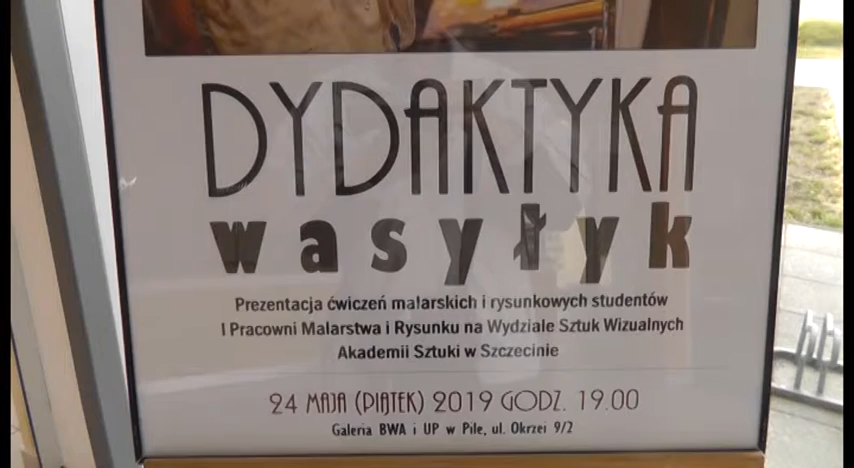 DYDAKTYKA
wasyłyk
Prezentacja ćwiczeń malarskich i rysunkowych studentów
I Pracowni Malarstwa i Rysunku na Wydziale Sztuk Wizualnych
Akademii Sztuki w Szczecinie
24 MAJA (PIĄTEK) 2019 GODZ. 19.00
Galeria BWA i UP w Pile, ul. Okrzei 9/2